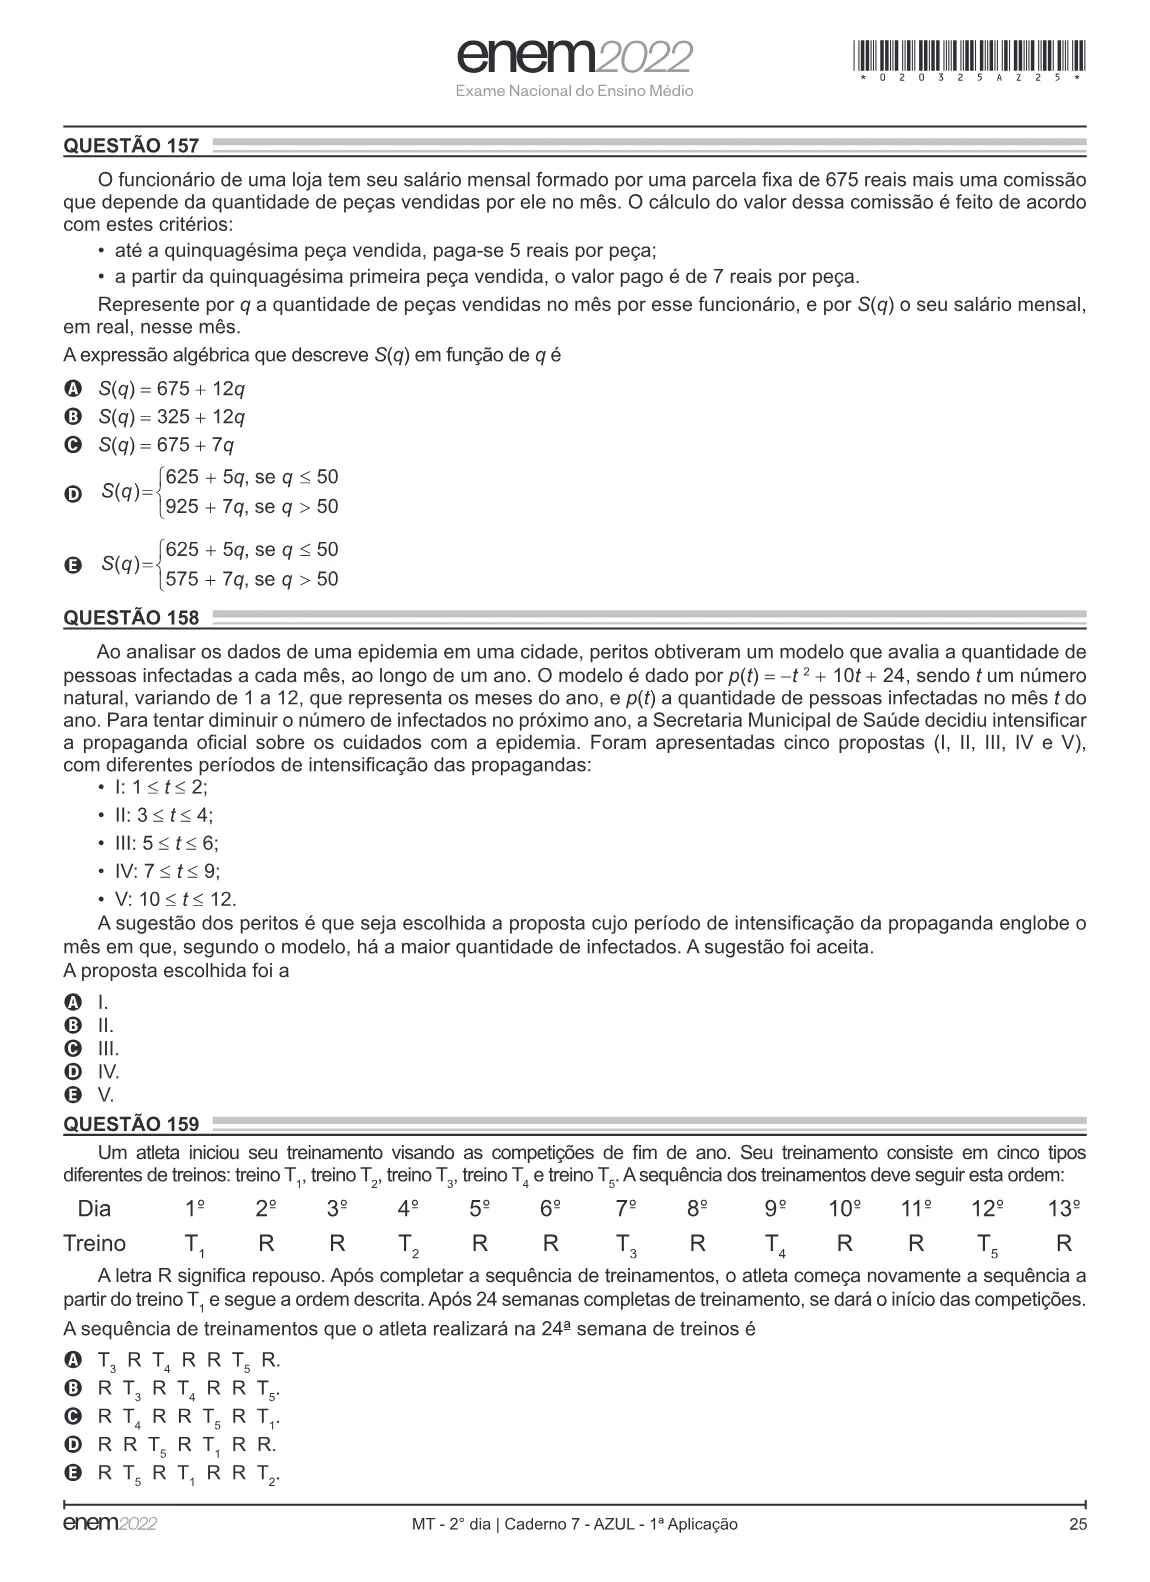 enem2022
Exame Nacional do Ensino Médio
*020325AZ25*
QUESTÃO 157
O funcionário de uma loja tem seu salário mensal formado por uma parcela fixa de 675 reais mais uma comissão
que depende da quantidade de peças vendidas por ele no mês. O cálculo do valor dessa comissão é feito de acordo
com estes critérios:
• até a quinquagésima peça vendida, paga-se 5 reais por peça;
• a partir da quinquagésima primeira peça vendida, o valor pago é de 7 reais por peça.
Represente por q a quantidade de peças vendidas no mês por esse funcionário, e por S(q) o seu salário mensal,
em real, nesse mês.
A expressão algébrica que descreve S(q) em função de q é
A S(q) = 675 + 12q
B S(q) = 325 + 12q
C S(q) = 675 + 7q
D S(q)= {625 + 5q, se q ≤ 50
925 + 7q, se q > 50
E S(q)= {625 + 5q, se q ≤ 50
575 + 7q, se q > 50
QUESTÃO 158
Ao analisar os dados de uma epidemia em uma cidade, peritos obtiveram um modelo que avalia a quantidade de
pessoas infectadas a cada mês, ao longo de um ano. O modelo é dado por p(t) = –t ² + 10t + 24, sendo t um número
natural, variando de 1 a 12, que representa os meses do ano, e p(t) a quantidade de pessoas infectadas no mês t do
ano. Para tentar diminuir o número de infectados no próximo ano, a Secretaria Municipal de Saúde decidiu intensificar
a propaganda oficial sobre os cuidados com a epidemia. Foram apresentadas cinco propostas (I, II, III, IV e V),
com diferentes períodos de intensificação das propagandas:
• I: 1 ≤ t ≤ 2;
• II: 3 ≤ t ≤ 4;
• III: 5 ≤ t ≤ 6;
• IV: 7 ≤ t ≤ 9;
• V: 10 ≤ t ≤ 12.
A sugestão dos peritos é que seja escolhida a proposta cujo período de intensificação da propaganda englobe o
mês em que, segundo o modelo, há a maior quantidade de infectados. A sugestão foi aceita.
A proposta escolhida foi a
A I.
B II.
C III.
D IV.
E V.
QUESTÃO 159
Um atleta iniciou seu treinamento visando as competições de fim de ano. Seu treinamento consiste em cinco tipos
diferentes de treinos: treino T₁, treino T₂, treino T₃, treino T₄ e treino T₅. A sequência dos treinamentos deve seguir esta ordem:
Dia 1º 2º 3º 4º 5º 6º 7º 8º 9º 10º 11º 12º 13º
Treino T₁ R R T₂ R R T₃ R T₄ R R T₅ R
A letra R significa repouso. Após completar a sequência de treinamentos, o atleta começa novamente a sequência a
partir do treino T₁ e segue a ordem descrita. Após 24 semanas completas de treinamento, se dará o início das competições.
A sequência de treinamentos que o atleta realizará na 24ª semana de treinos é
A T₃ R T₄ R R T₅ R.
B R T₃ R T₄ R R T₅.
C R T₄ R R T₅ R T₁.
D R R T₅ R T₁ R R.
E R T₅ R T₁ R R T₂.
enem2022
MT - 2° dia | Caderno 7 - AZUL - 1ª Aplicação
25